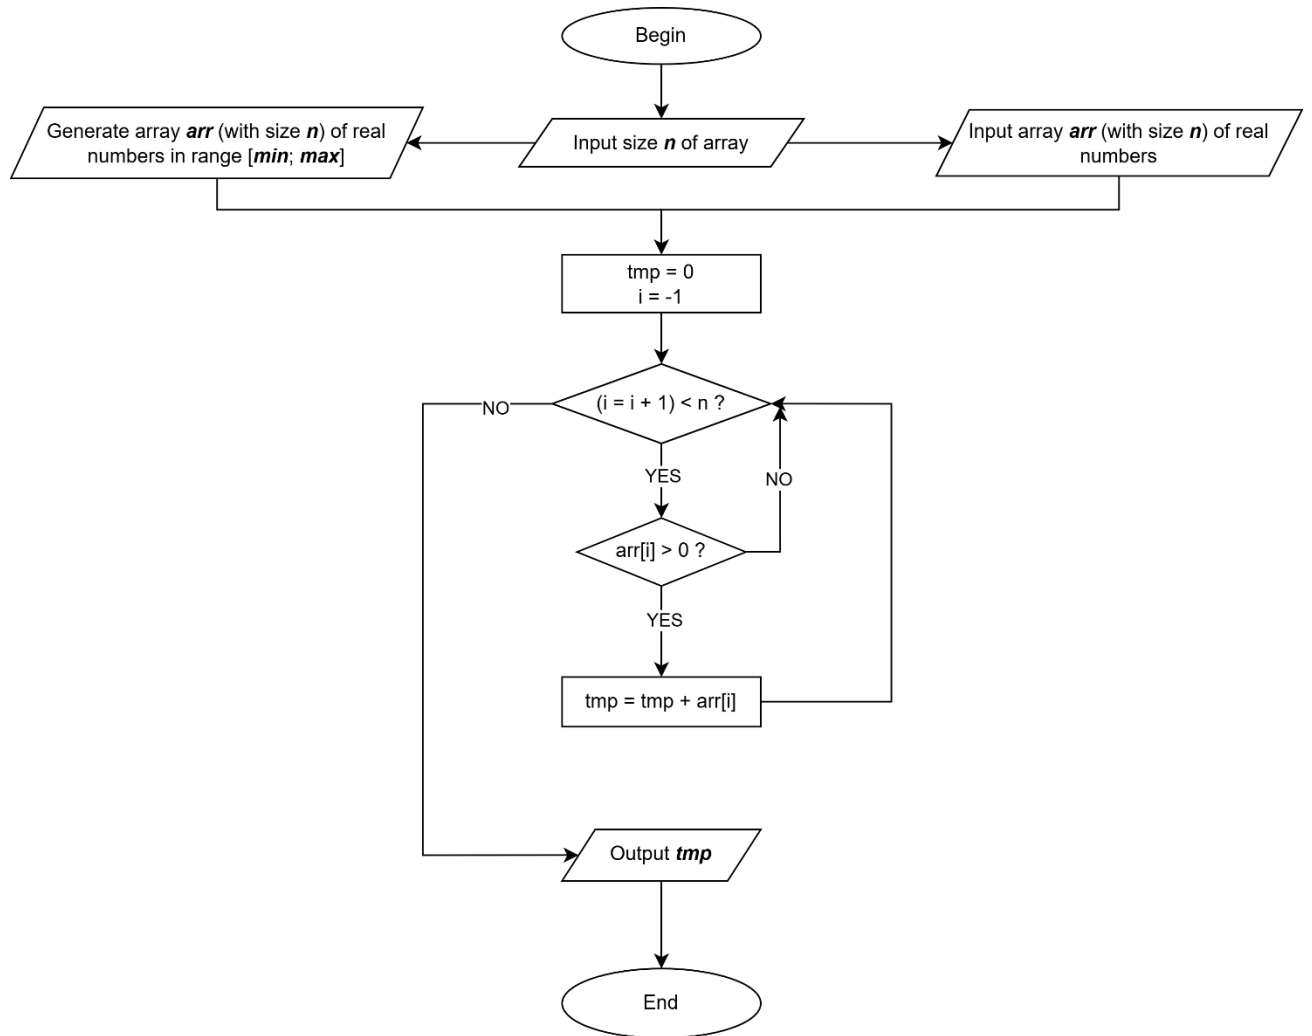 Begin
Generate array arr (with size n) of real
numbers in range [min; max]
Input size n of array
Input array arr (with size n) of real
numbers
tmp = 0
i = -1
(i = i + 1) < n ?
NO
YES
NO
arr[i] > 0 ?
YES
tmp = tmp + arr[i]
Output tmp
End